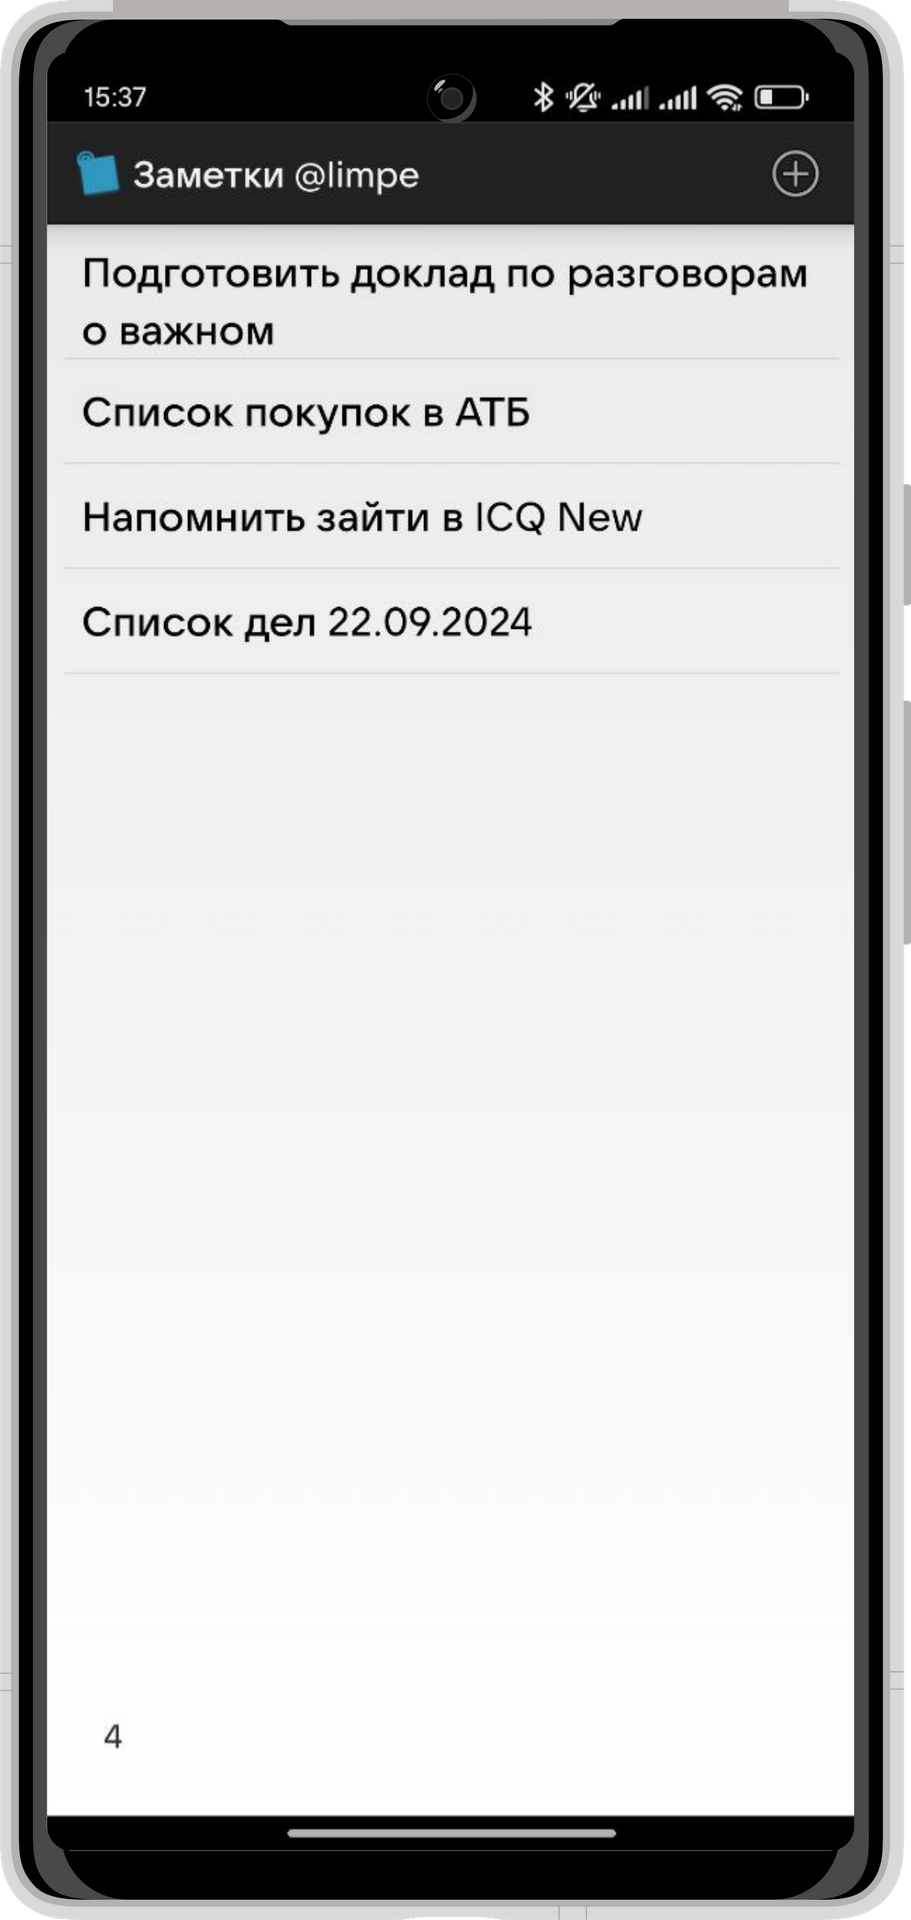 15:37
Заметки @limpe
Подготовить доклад по разговорам
о важном
Список покупок в АТБ
Напомнить зайти в ICQ New
Список дел 22.09.2024
4